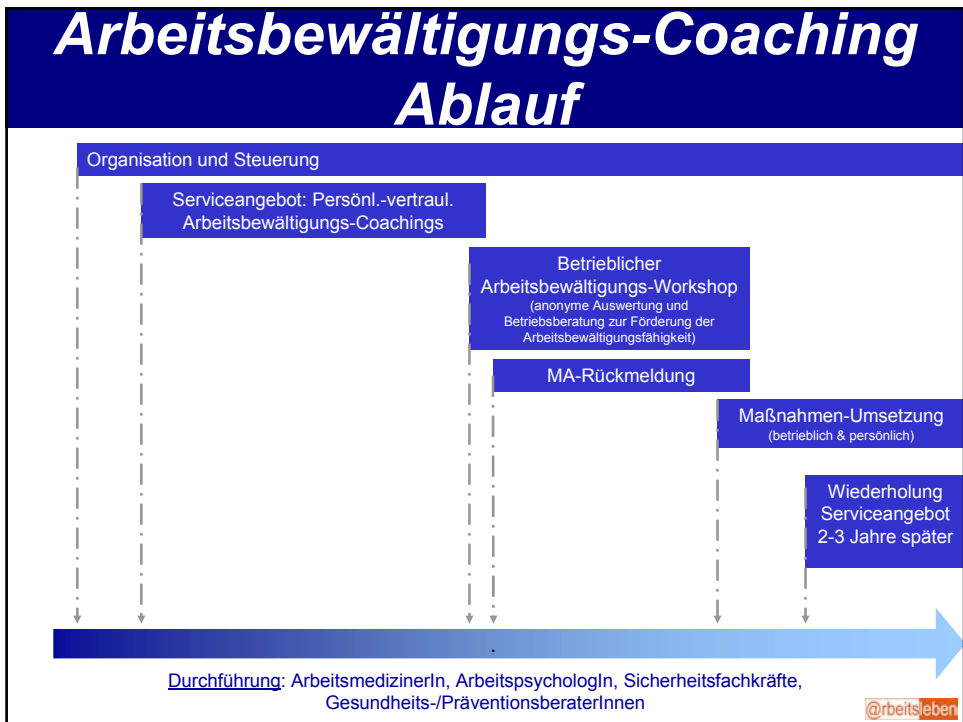 Arbeitsbewältigungs-Coaching
Ablauf
Organisation und Steuerung
Serviceangebot: Persönl.-vertraul.
Arbeitsbewältigungs-Coachings
Betrieblicher
Arbeitsbewältigungs-Workshop
(anonyme Auswertung und
Betriebsberatung zur Förderung der
Arbeitsbewältigungsfähigkeit)
MA-Rückmeldung
Maßnahmen-Umsetzung
(betrieblich & persönlich)
Wiederholung
Serviceangebot
2-3 Jahre später
.
Durchführung: ArbeitsmedizinerIn, ArbeitspsychologIn, Sicherheitsfachkräfte,
Gesundheits-/PräventionsberaterInnen
@rbeitsleben